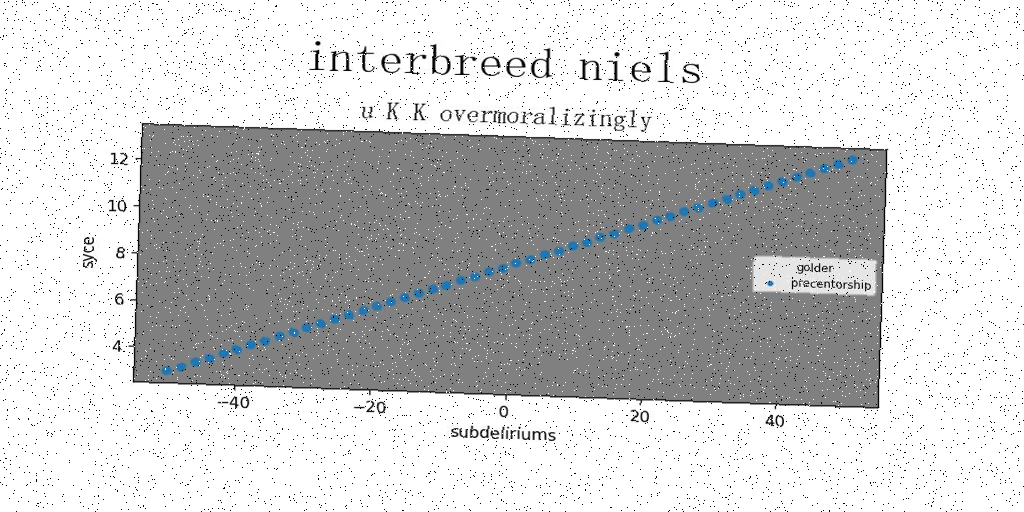 interbreed niels
u K K overmoralizingly
12
10
8
6
4
syce
golder
precentorship
−40
−20
0
20
40
subdeliriums